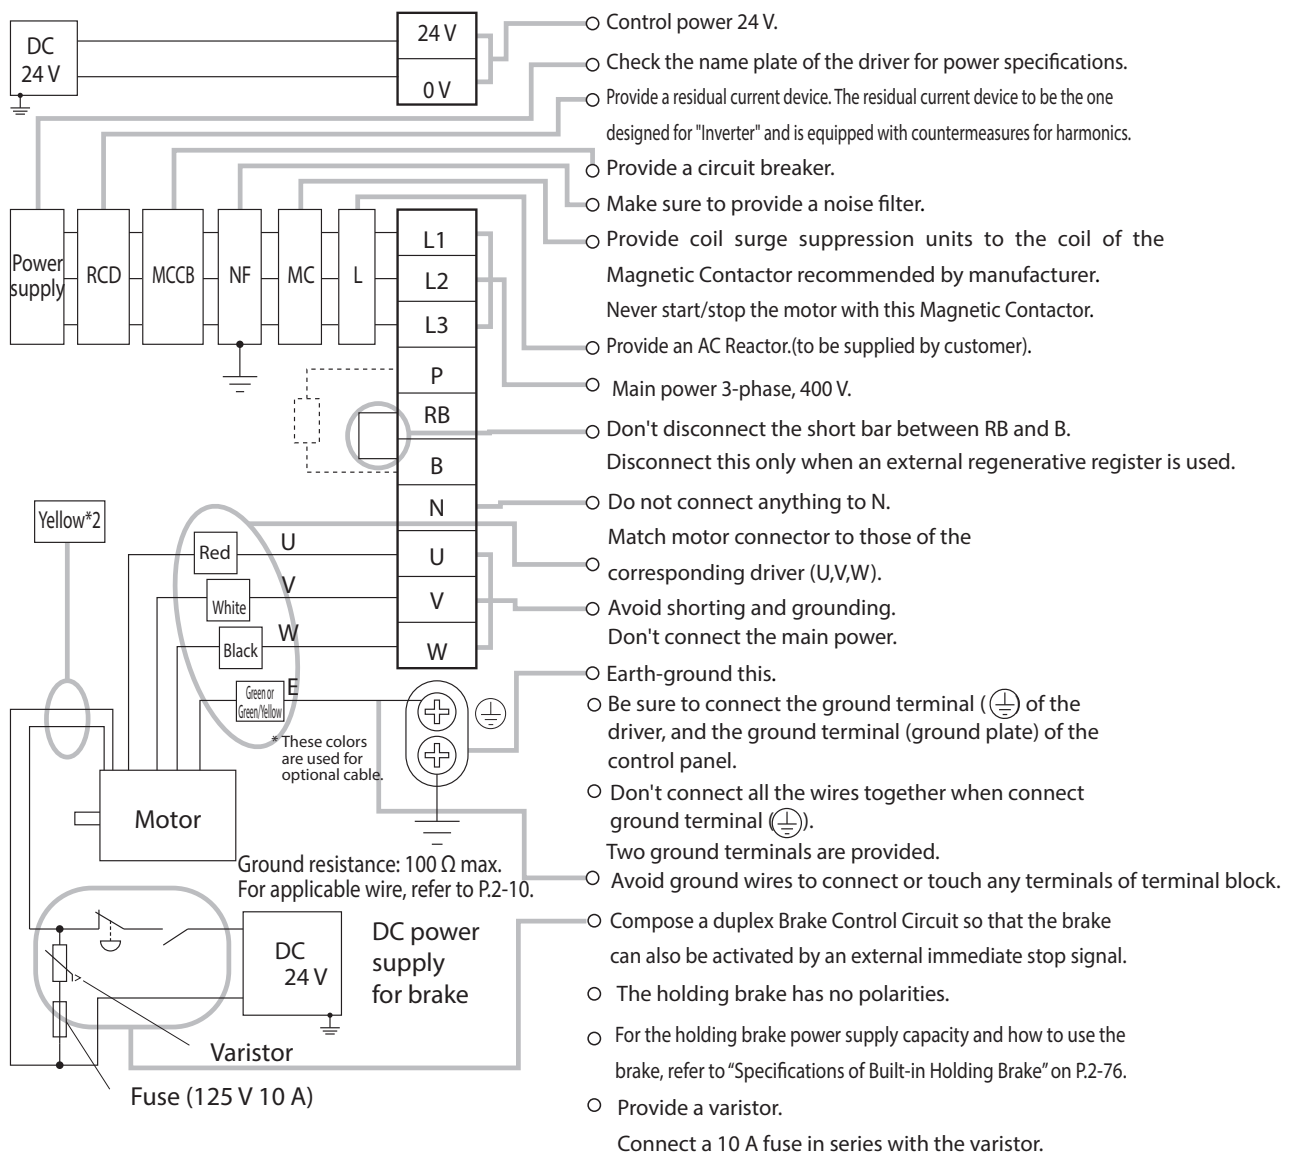 DC
24 V
24 V
0 V
Control power 24 V.
Check the name plate of the driver for power specifications.
Provide a residual current device. The residual current device to be the one
designed for "Inverter" and is equipped with countermeasures for harmonics.
Provide a circuit breaker.
Make sure to provide a noise filter.
Provide coil surge suppression units to the coil of the
Magnetic Contactor recommended by manufacturer.
Never start/stop the motor with this Magnetic Contactor.
Provide an AC Reactor.(to be supplied by customer).
Main power 3-phase, 400 V.
Don't disconnect the short bar between RB and B.
Disconnect this only when an external regenerative register is used.
Do not connect anything to N.
Match motor connector to those of the
corresponding driver (U,V,W).
Avoid shorting and grounding.
Don't connect the main power.
Earth-ground this.
Be sure to connect the ground terminal ( of the
driver, and the ground terminal (ground plate) of the
control panel.
Don't connect all the wires together when connect
ground terminal ( ).
Two ground terminals are provided.
Avoid ground wires to connect or touch any terminals of terminal block.
Compose a duplex Brake Control Circuit so that the brake
can also be activated by an external immediate stop signal.
The holding brake has no polarities.
For the holding brake power supply capacity and how to use the
brake, refer to “Specifications of Built-in Holding Brake” on P.2-76.
Provide a varistor.
Connect a 10 A fuse in series with the varistor.
Power
supply
RCD
MCCB
NF
MC
L
L1
L2
L3
P
RB
B
N
U
V
W
Yellow*2
Red
U
White
V
Black
W
Green or
Green/Yellow
E
* These colors
are used for
optional cable.
Motor
Ground resistance: 100 Ω max.
For applicable wire, refer to P.2-10.
DC
24 V
DC power
supply
for brake
Varistor
Fuse (125 V 10 A)